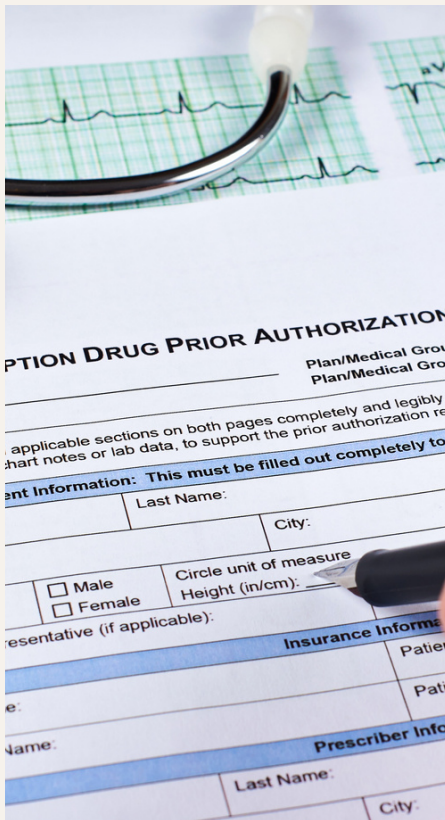 aV
PTION DRUG PRIOR AUTHORIZATION
Plan/Medical Grou
Plan/Medical Gro
applicable sections on both pages completely and legibly
chart notes or lab data, to support the prior authorization re
ent Information: This must be filled out completely to
Last Name:
City:
Male
Female
Circle unit of measure
Height (in/cm):
resentative (if applicable):
Insurance Informa
e:
Patie
Name:
Pati
Prescriber Info
Last Name:
City: